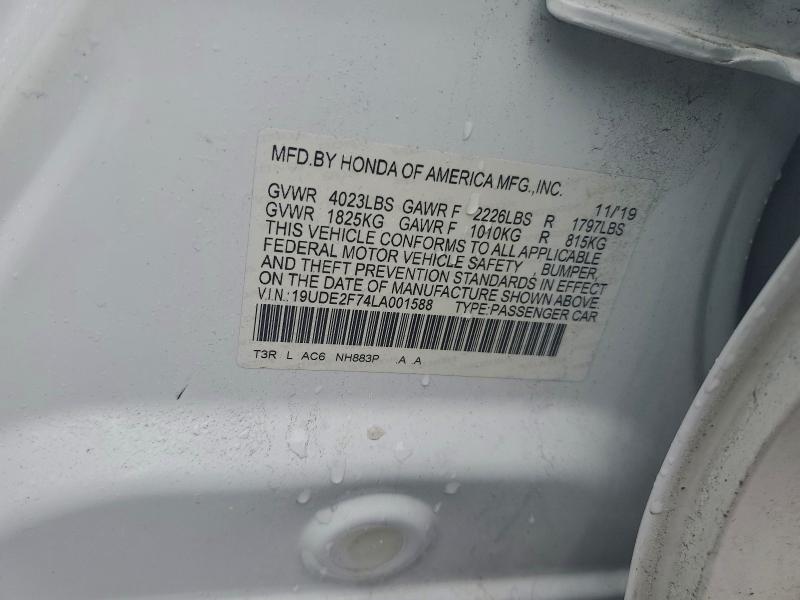 MFD.BY HONDA OF AMERICA MFG.,INC. 11/'19
GVWR 4023LBS GAWR F 2226LBS R 1797LBS
GVWR 1825KG GAWR F 1010KG R 815KG
THIS VEHICLE CONFORMS TO ALL APPLICABLE
FEDERAL MOTOR VEHICLE SAFETY , BUMPER,
AND THEFT PREVENTION STANDARDS IN EFFECT
ON THE DATE OF MANUFACTURE SHOWN ABOVE.
V.I.N.:19UDE2F74LA001588 TYPE:PASSENGER CAR
T3R L AC6 NH883P .A .A